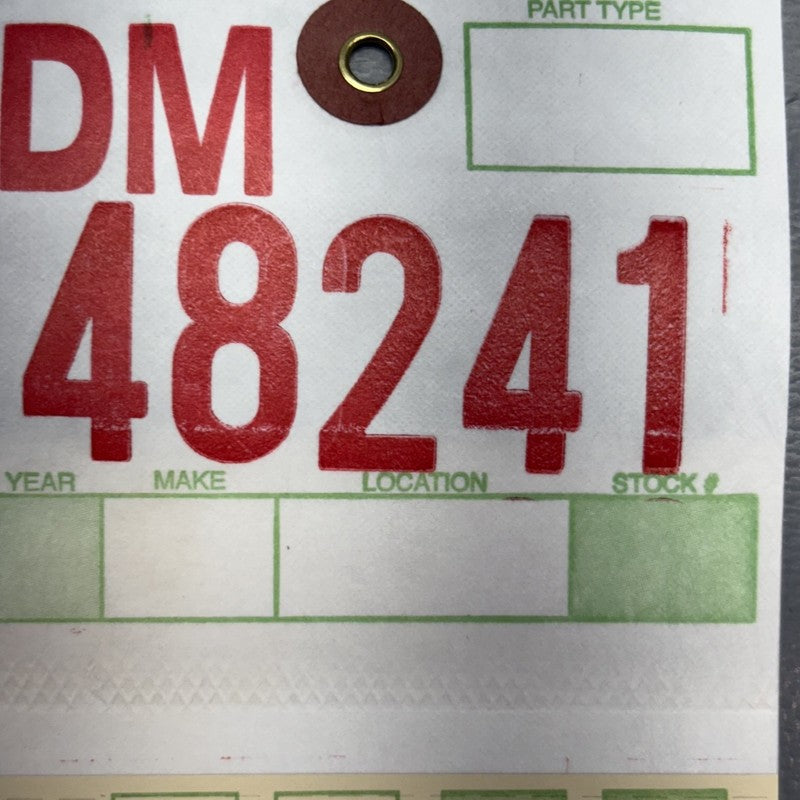 PART TYPE
DM
48241
YEAR MAKE LOCATION STOCK #